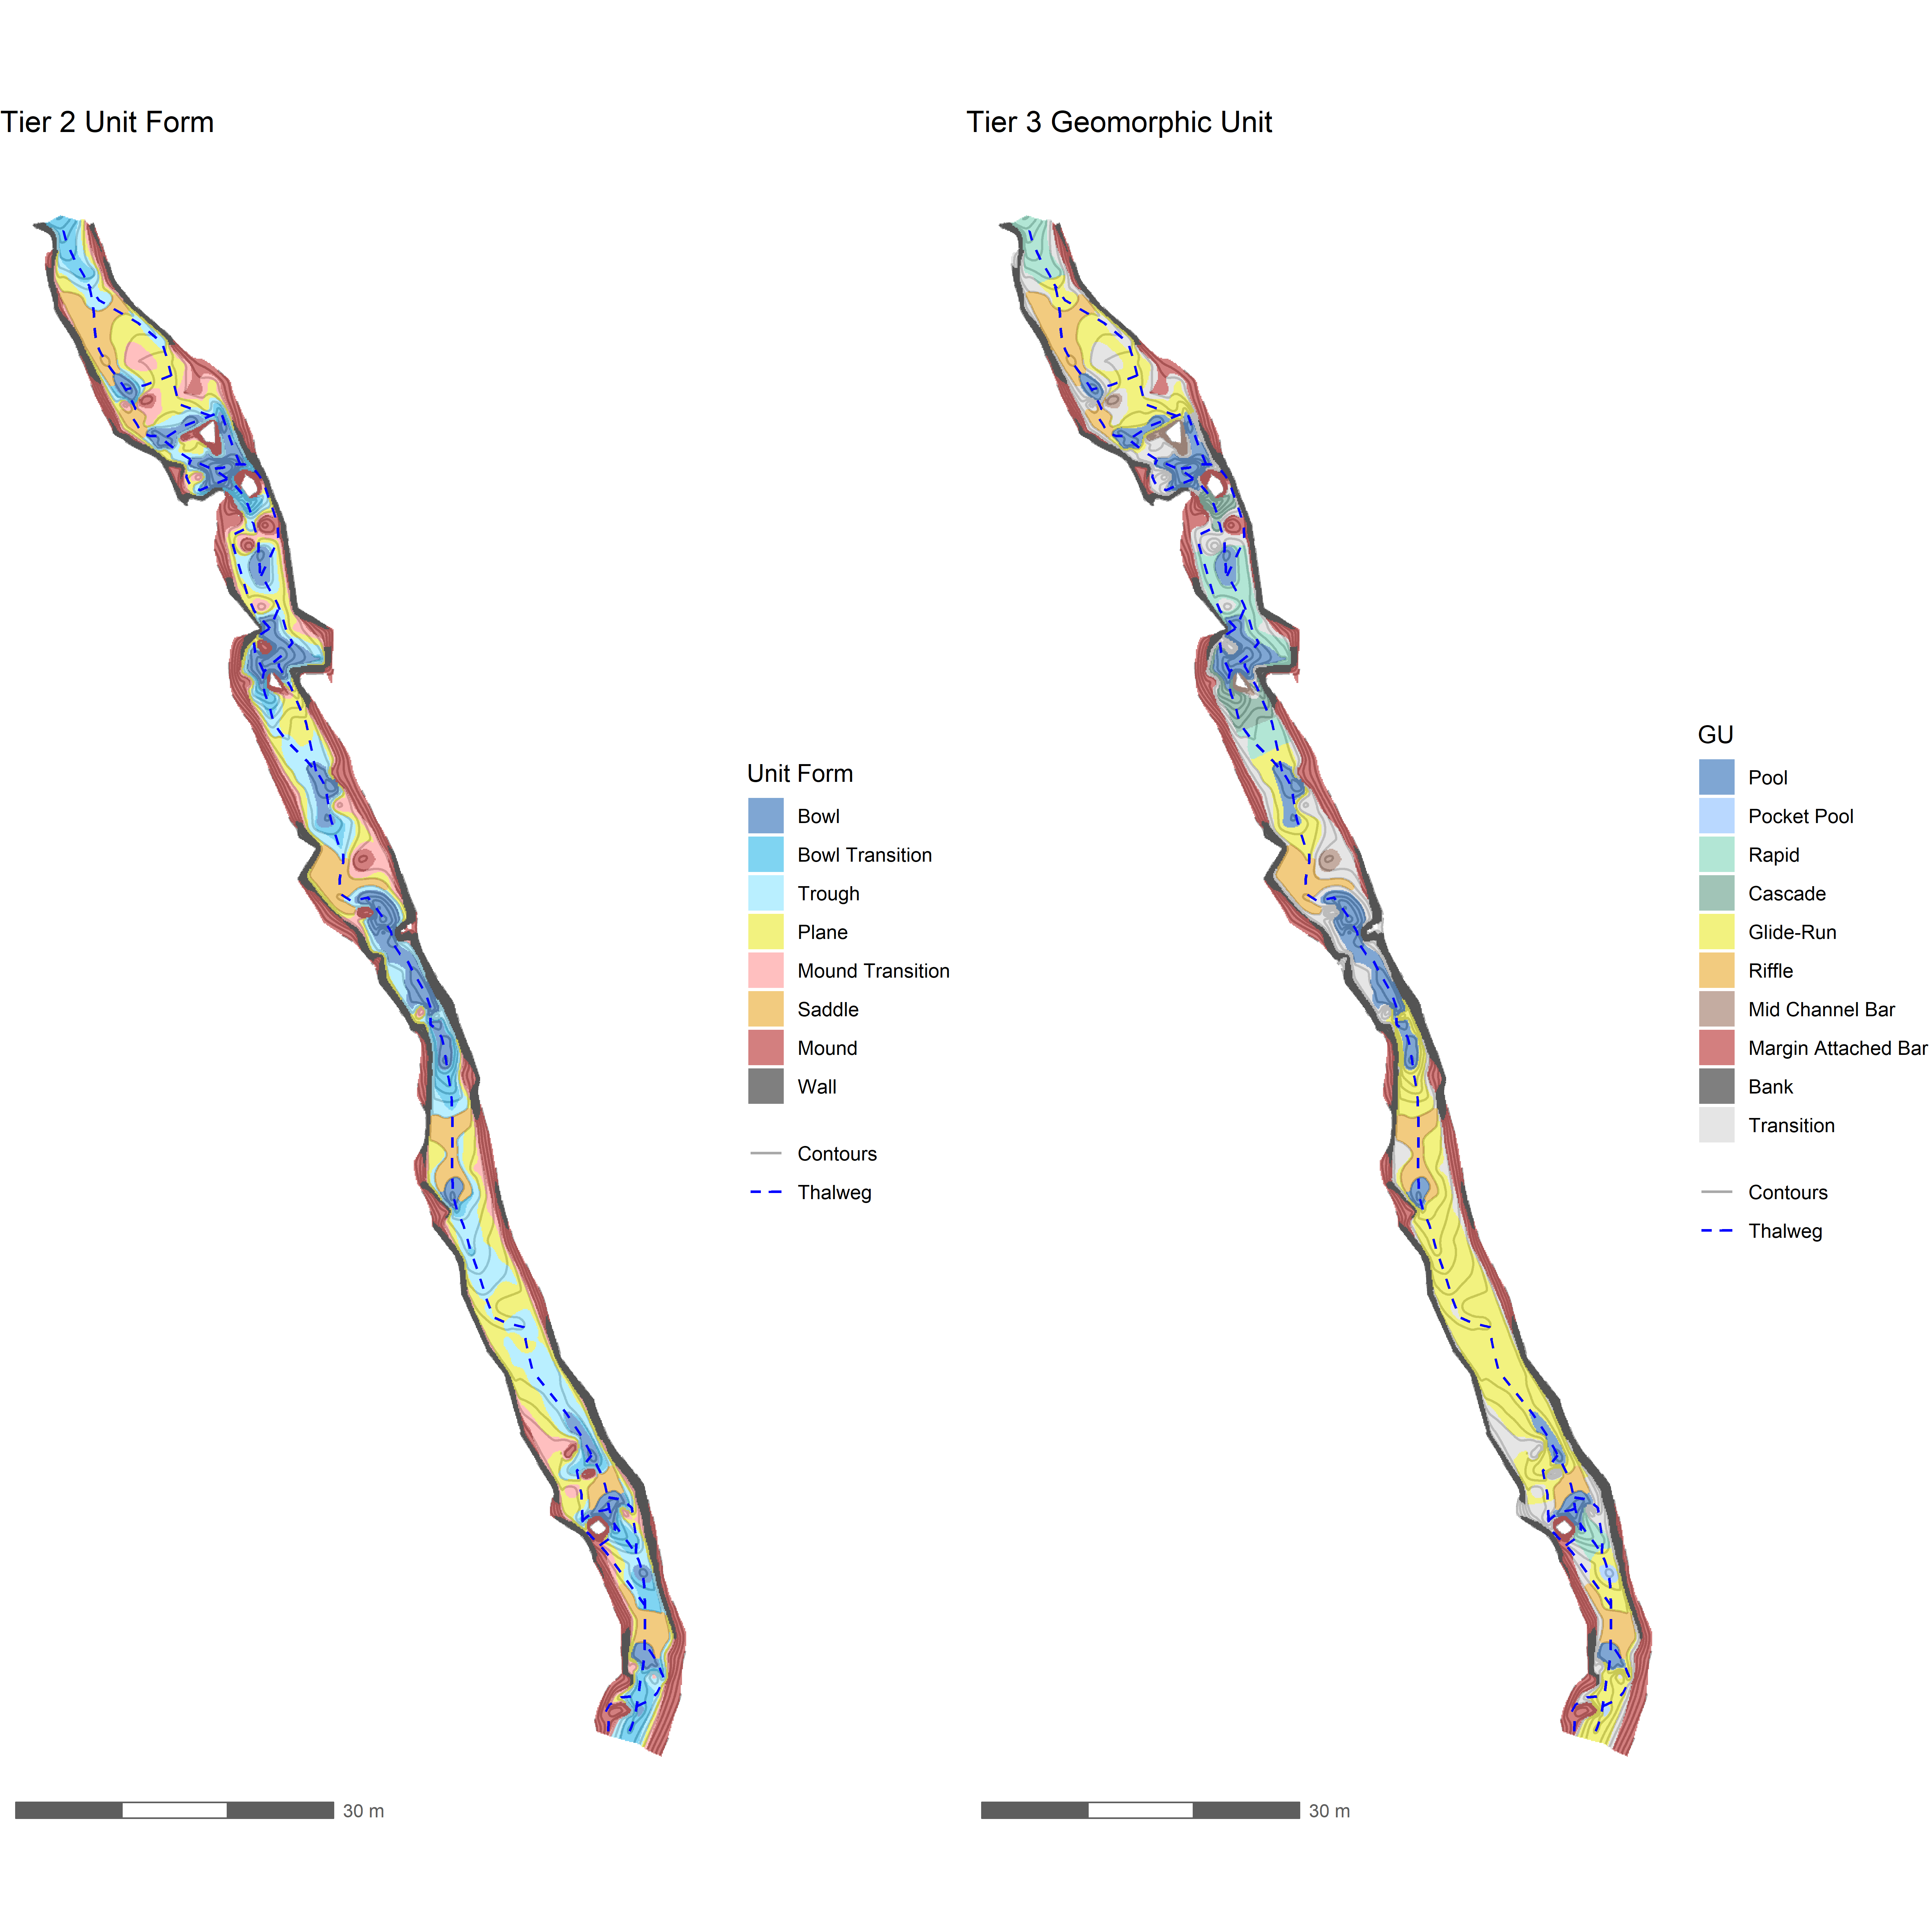 Tier 2 Unit Form
Tier 3 Geomorphic Unit
Unit Form
Bowl
Bowl Transition
Trough
Plane
Mound Transition
Saddle
Mound
Wall
Contours
Thalweg
GU
Pool
Pocket Pool
Rapid
Cascade
Glide-Run
Riffle
Mid Channel Bar
Margin Attached Bar
Bank
Transition
Contours
Thalweg
30 m
30 m